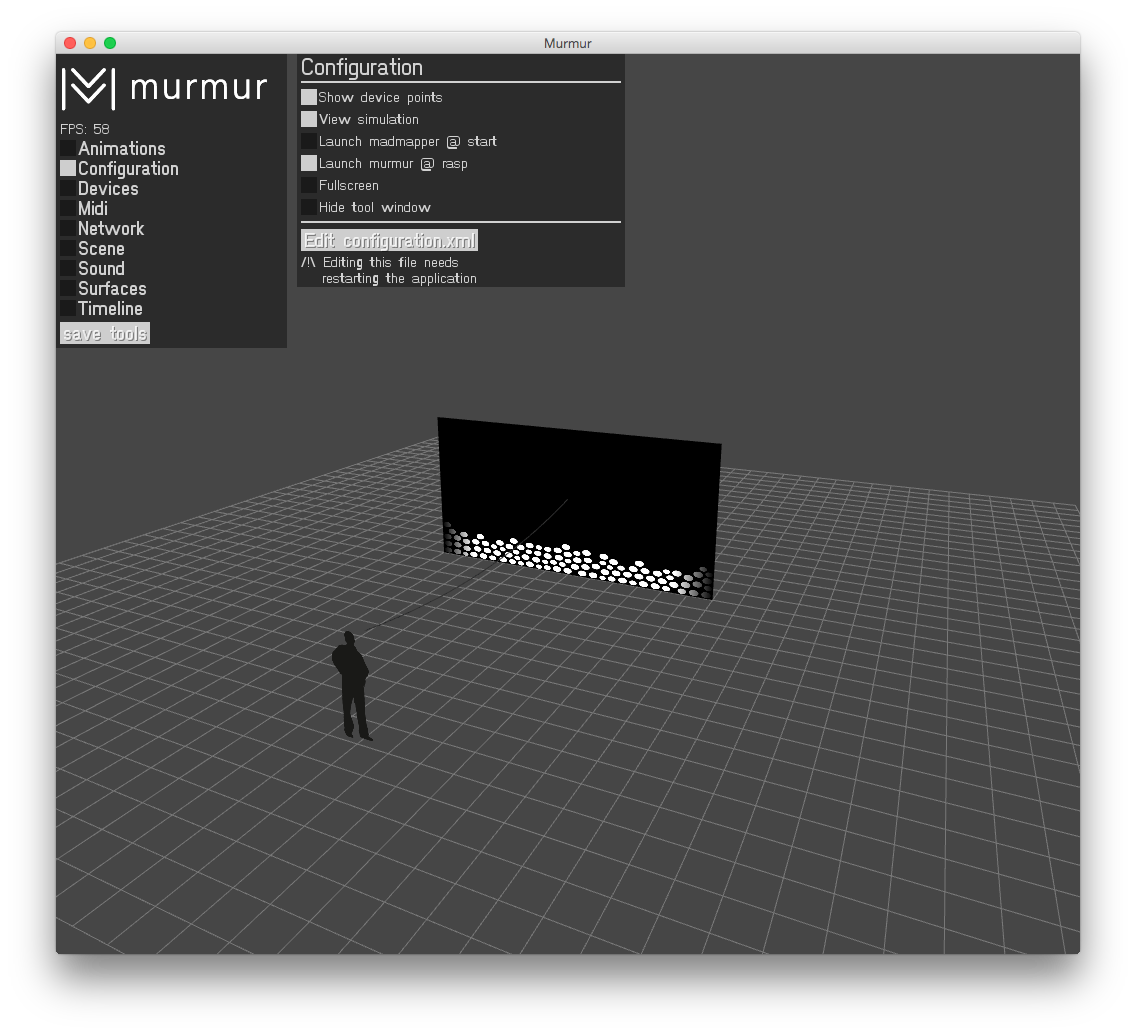 Murmur
murmur
FPS: 58
Animations
Configuration
Devices
Midi
Network
Scene
Sound
Surfaces
Timeline
save tools
Configuration
Show device points
View simulation
Launch madmapper @ start
Launch murmur @ rasp
Fullscreen
Hide tool window
Edit configuration.xml
/!\ Editing this file needs
restarting the application